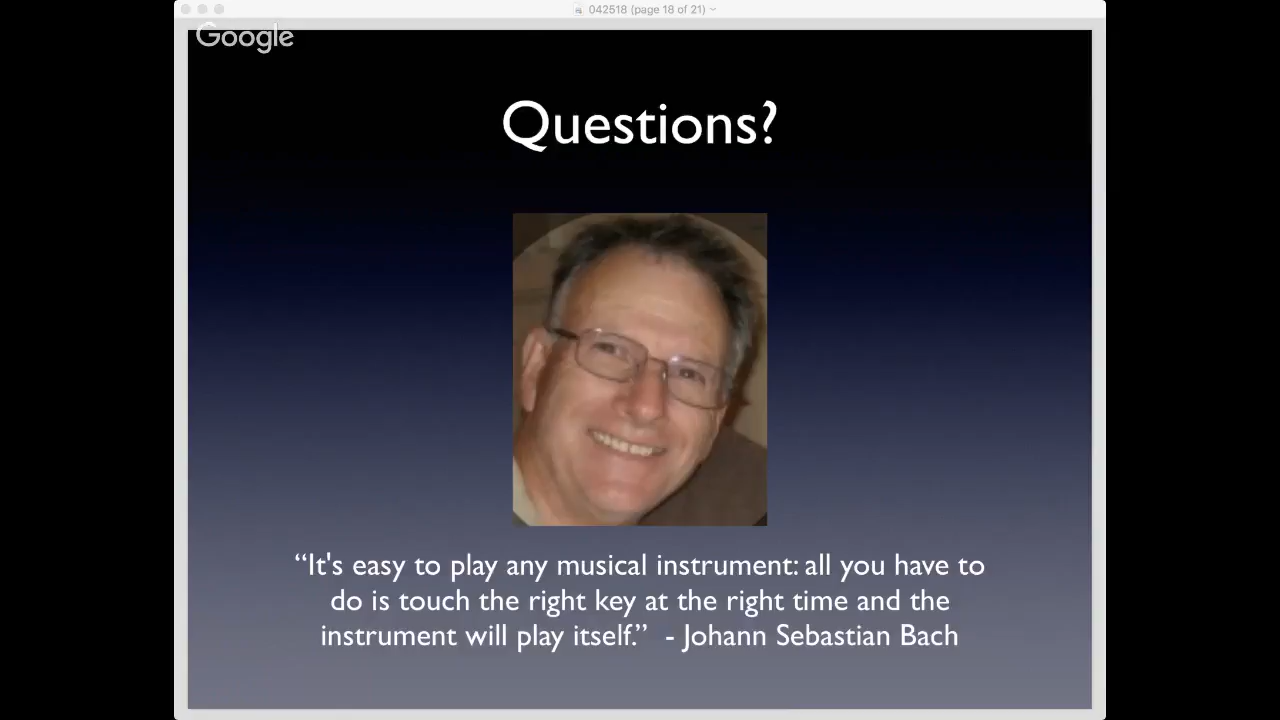 042518 (page 18 of 21)
Google
Questions?
“It's easy to play any musical instrument: all you have to
do is touch the right key at the right time and the
instrument will play itself.” - Johann Sebastian Bach